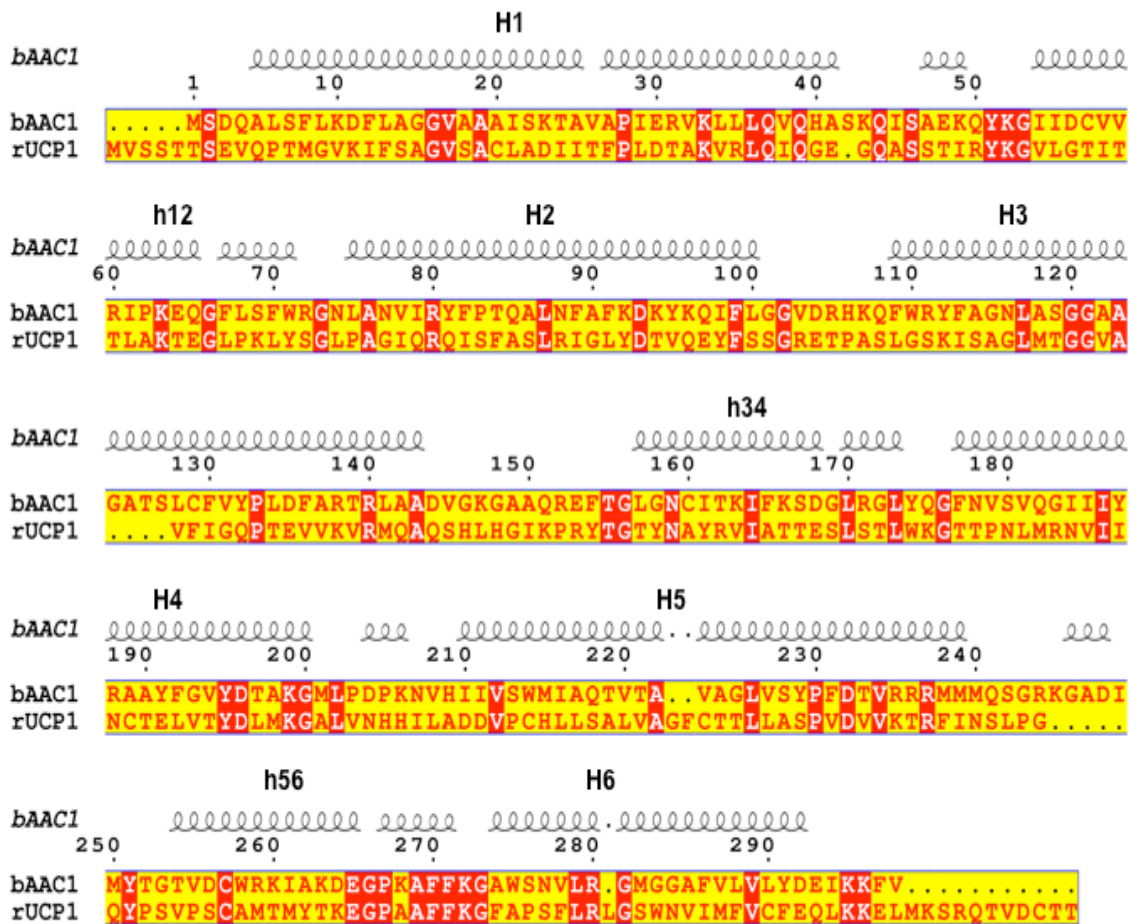 H1
bAAC1
1 10 20 30 40 50
bAAC1 .....MSDQALSFLKDFLAGGVAAAISKTAVAPIERVKLLLQVQHASKQISAEKQYKGIIDCVV
rUCP1 MVSSTTSEVQPTMGVKIFSAGVSACLADIITFPLDTAKVRLQIQGE.GQASSTIRYKGVLGTIT
h12 H2 H3
bAAC1
60 70 80 90 100 110 120
bAAC1 RIPKEQGFLSFWRGNLANVIRYFPTQALNFAFKDKYKQIFLGGVDRHKQFWRYFAGNLASGGAA
rUCP1 TLAKTEGLPKLYSGLPAGIQRQISFASLRIGLYDTVQEYFSSGRETPASLGSKISAGLMTGGVA
h34
bAAC1
130 140 150 160 170 180
bAAC1 GATSLCFVYPLDFARTRLAADVGKGAAQREFTGLGNCITKIFKSDGLRGLYQGFNVSVQGIIIY
rUCP1 ....VFIGQPTEVVKVRMQAQSHLHGIKPRYTGTYNAYRVIATTESLSTLWKGTTPNLMRNVII
H4 H5
bAAC1 ..
190 200 210 220 230 240
bAAC1 RAAYFGVYDTAKGMLPDPKNVHIIVSWMIAQTVTA..VAGLVSYPFDTVRRRMMMQSGRKGADI
rUCP1 NCTELVTYDLMKGALVNHHILADDVPCHLLSALVAGFCTTLLASPVDVVKTRFINSLPG.....
h56 H6
bAAC1 .
250 260 270 280 290
bAAC1 MYTGTVDCWRKIAKDEGPKAFFKGAWSNVLR.GMGGAFVLVLYDEIKKFV...........
rUCP1 QYPSVPSCAMTMYTKEGPAAFFKGFAPSFLRLGSWNVIMFVCFEQLKKELMKSRQTVDCTT